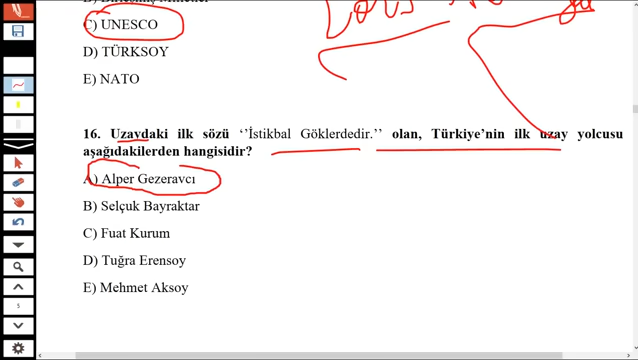 C) UNESCO
D) TÜRKSOY
E) NATO
16. Uzaydaki ilk sözü ‘’İstikbal Göklerdedir.’’ olan, Türkiye’nin ilk uzay yolcusu
aşağıdakilerden hangisidir?
A) Alper Gezeravcı
B) Selçuk Bayraktar
C) Fuat Kurum
D) Tuğra Erensoy
E) Mehmet Aksoy
5